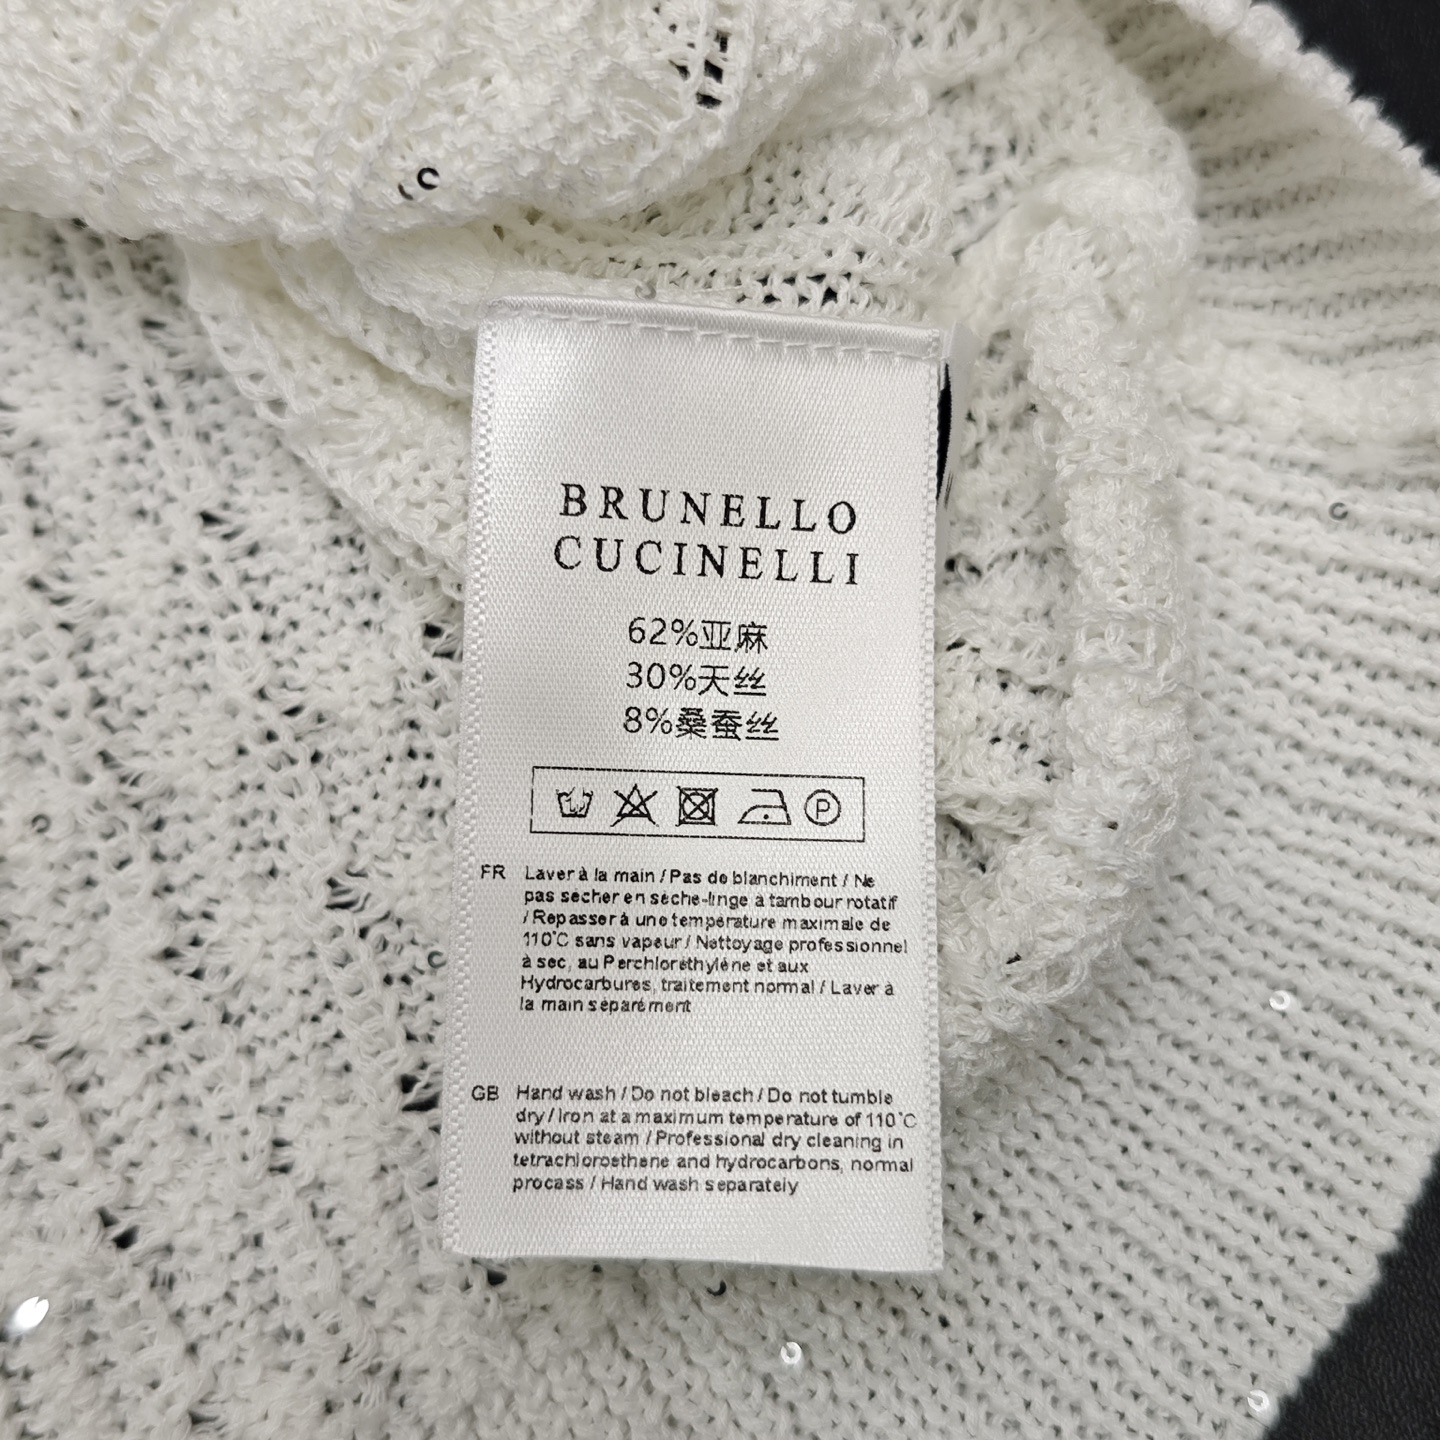 BRUNELLO
CUCINELLI
62%亚麻
30%天丝
8%桑蚕丝
P
FR Laver à la main / Pas de blanchiment / Ne
pas sècher en sèche-linge a tambour rotatif
/ Repasser à une température maximale de
110°C sans vapeur / Nettoyage professionnel
à sec, au Perchloréthylène et aux
Hydrocarbures, traitement normal / Laver à
la main séparément
GB Hand wash / Do not bleach / Do not tumble
dry / Iron at a maximum temperature of 110°C
without steam / Professional dry cleaning in
tetrachloroethene and hydrocarbons, normal
process / Hand wash separately